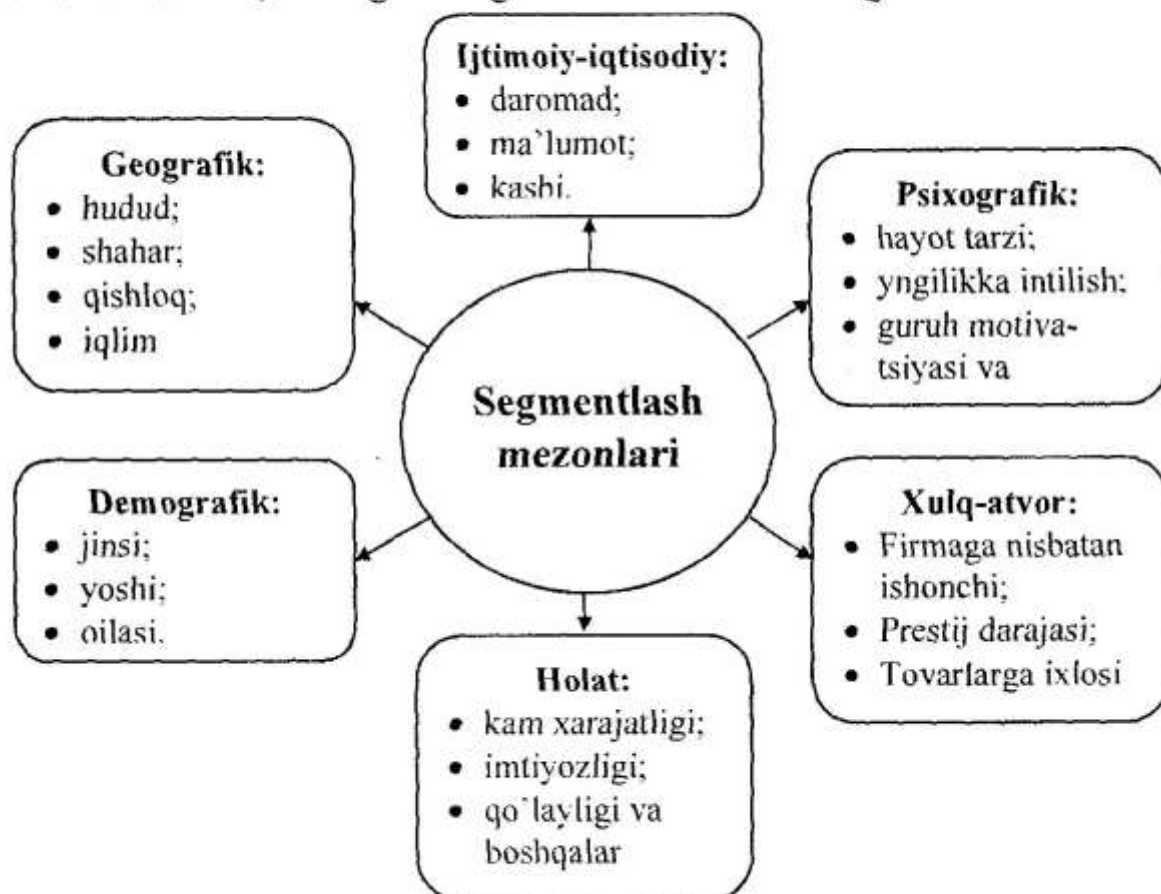 Ijtimoiy-iqtisodiy:
• daromad;
• ma`lumot;
• kashi.
Geografik:
• hudud;
• shahar;
• qishloq;
• iqlim
Psixografik:
• hayot tarzi;
• yngilikka intilish;
• guruh motiva-
tsiyasi va
Segmentlash
mezonlari
Demografik:
• jinsi;
• yoshi;
• oilasi.
Xulq-atvor:
• Firmaga nisbatan
ishonchi;
• Prestij darajasi;
• Tovarlarga ixlosi
Holat:
• kam xarajatligi;
• imtiyozligi;
• qo`layligi va
boshqalar